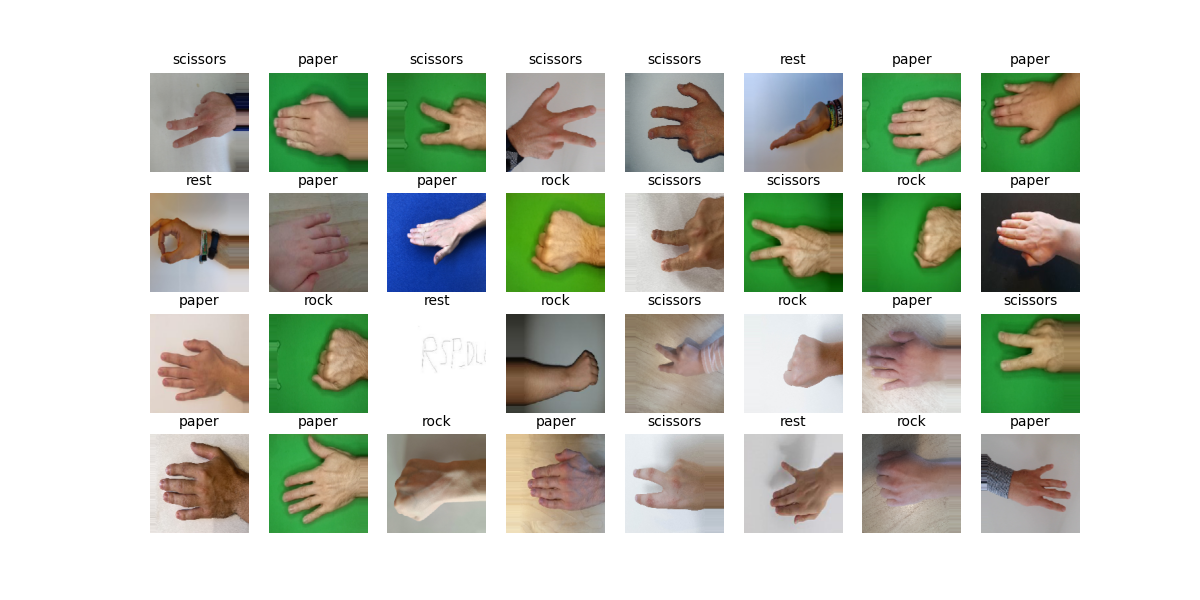 scissors paper scissors scissors scissors rest paper paper
rest paper paper rock scissors scissors rock paper
paper rock rest rock scissors rock paper scissors
RSP_DL
paper paper rock paper scissors rest rock paper